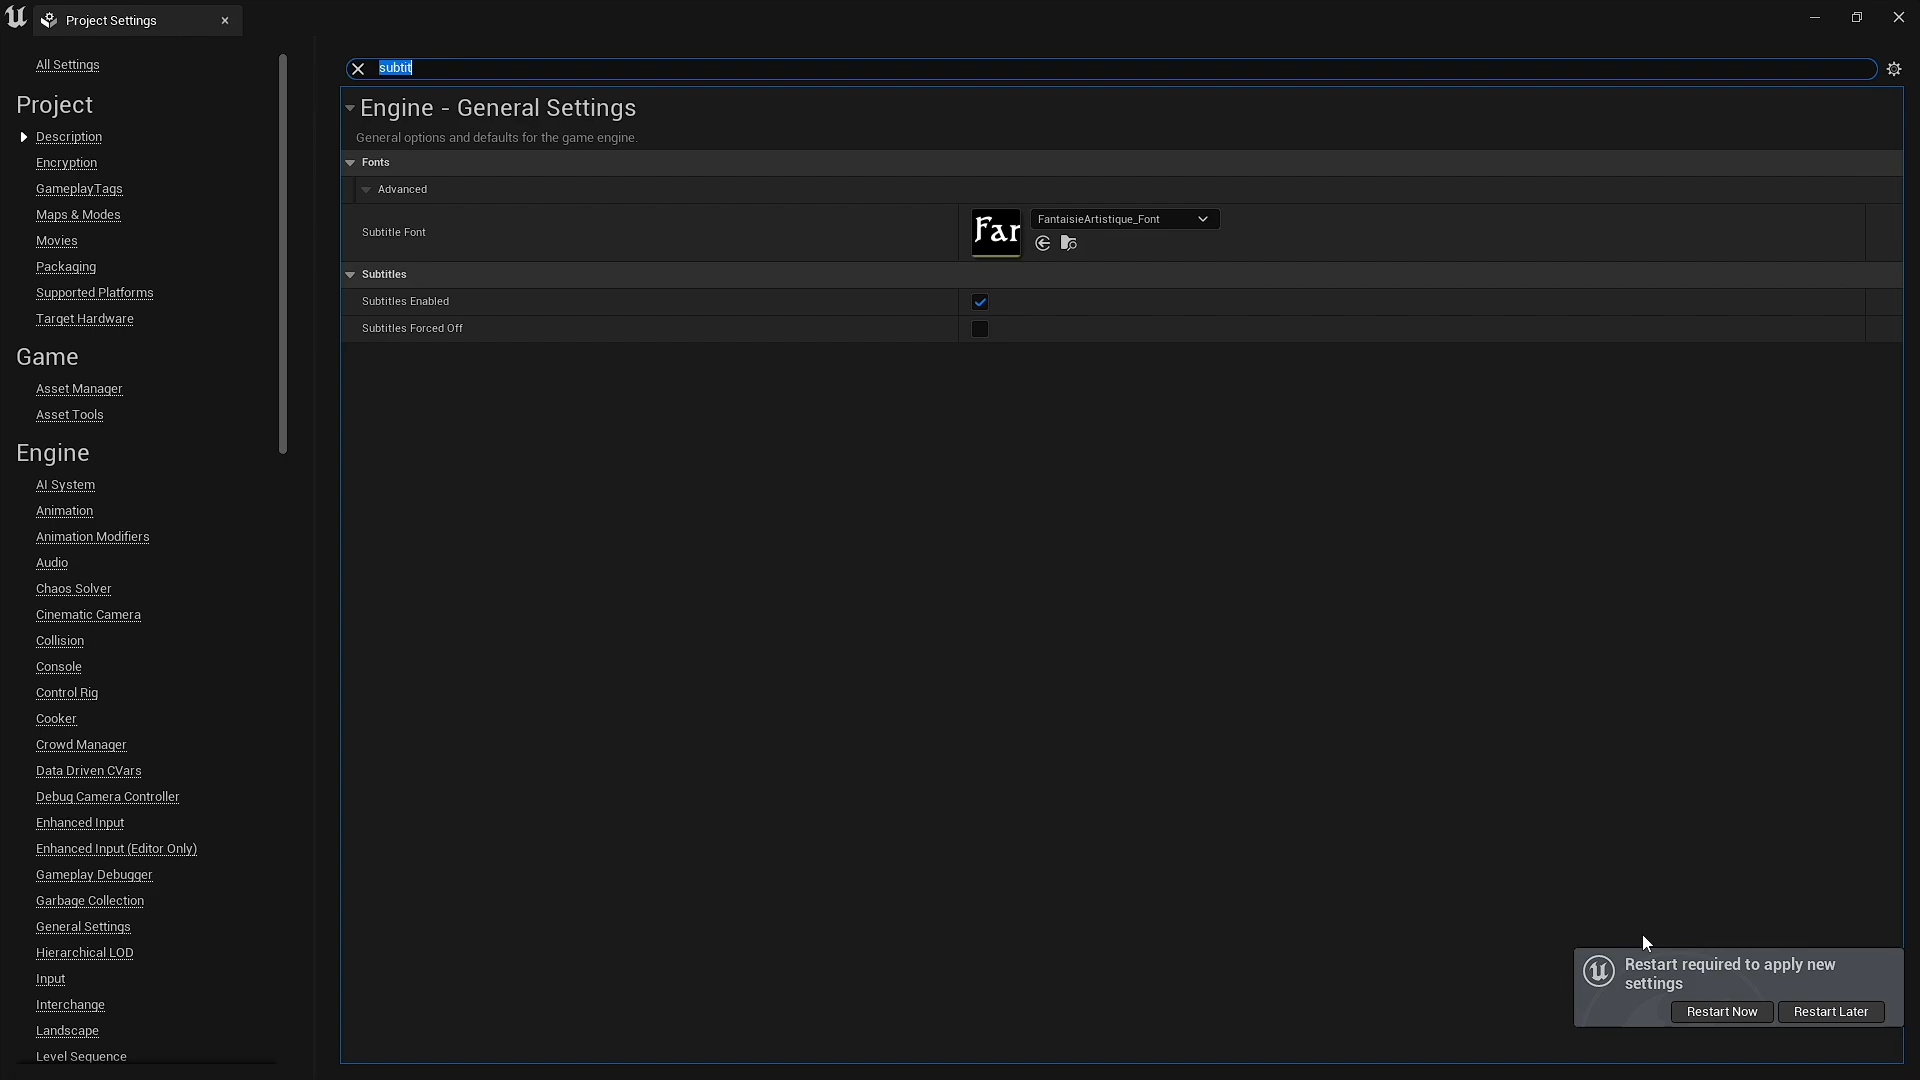 Project Settings
All Settings
Project
Description
Encryption
GameplayTags
Maps & Modes
Movies
Packaging
Supported Platforms
Target Hardware
Game
Asset Manager
Asset Tools
Engine
AI System
Animation
Animation Modifiers
Audio
Chaos Solver
Cinematic Camera
Collision
Console
Control Rig
Cooker
Crowd Manager
Data Driven CVars
Debug Camera Controller
Enhanced Input
Enhanced Input (Editor Only)
Gameplay Debugger
Garbage Collection
General Settings
Hierarchical LOD
Input
Interchange
Landscape
Level Sequence
subtit
Engine - General Settings
General options and defaults for the game engine.
Fonts
Advanced
Subtitle Font
Far
FantaisieArtistique_Font
Subtitles
Subtitles Enabled
Subtitles Forced Off
Restart required to apply new
settings
Restart Now
Restart Later